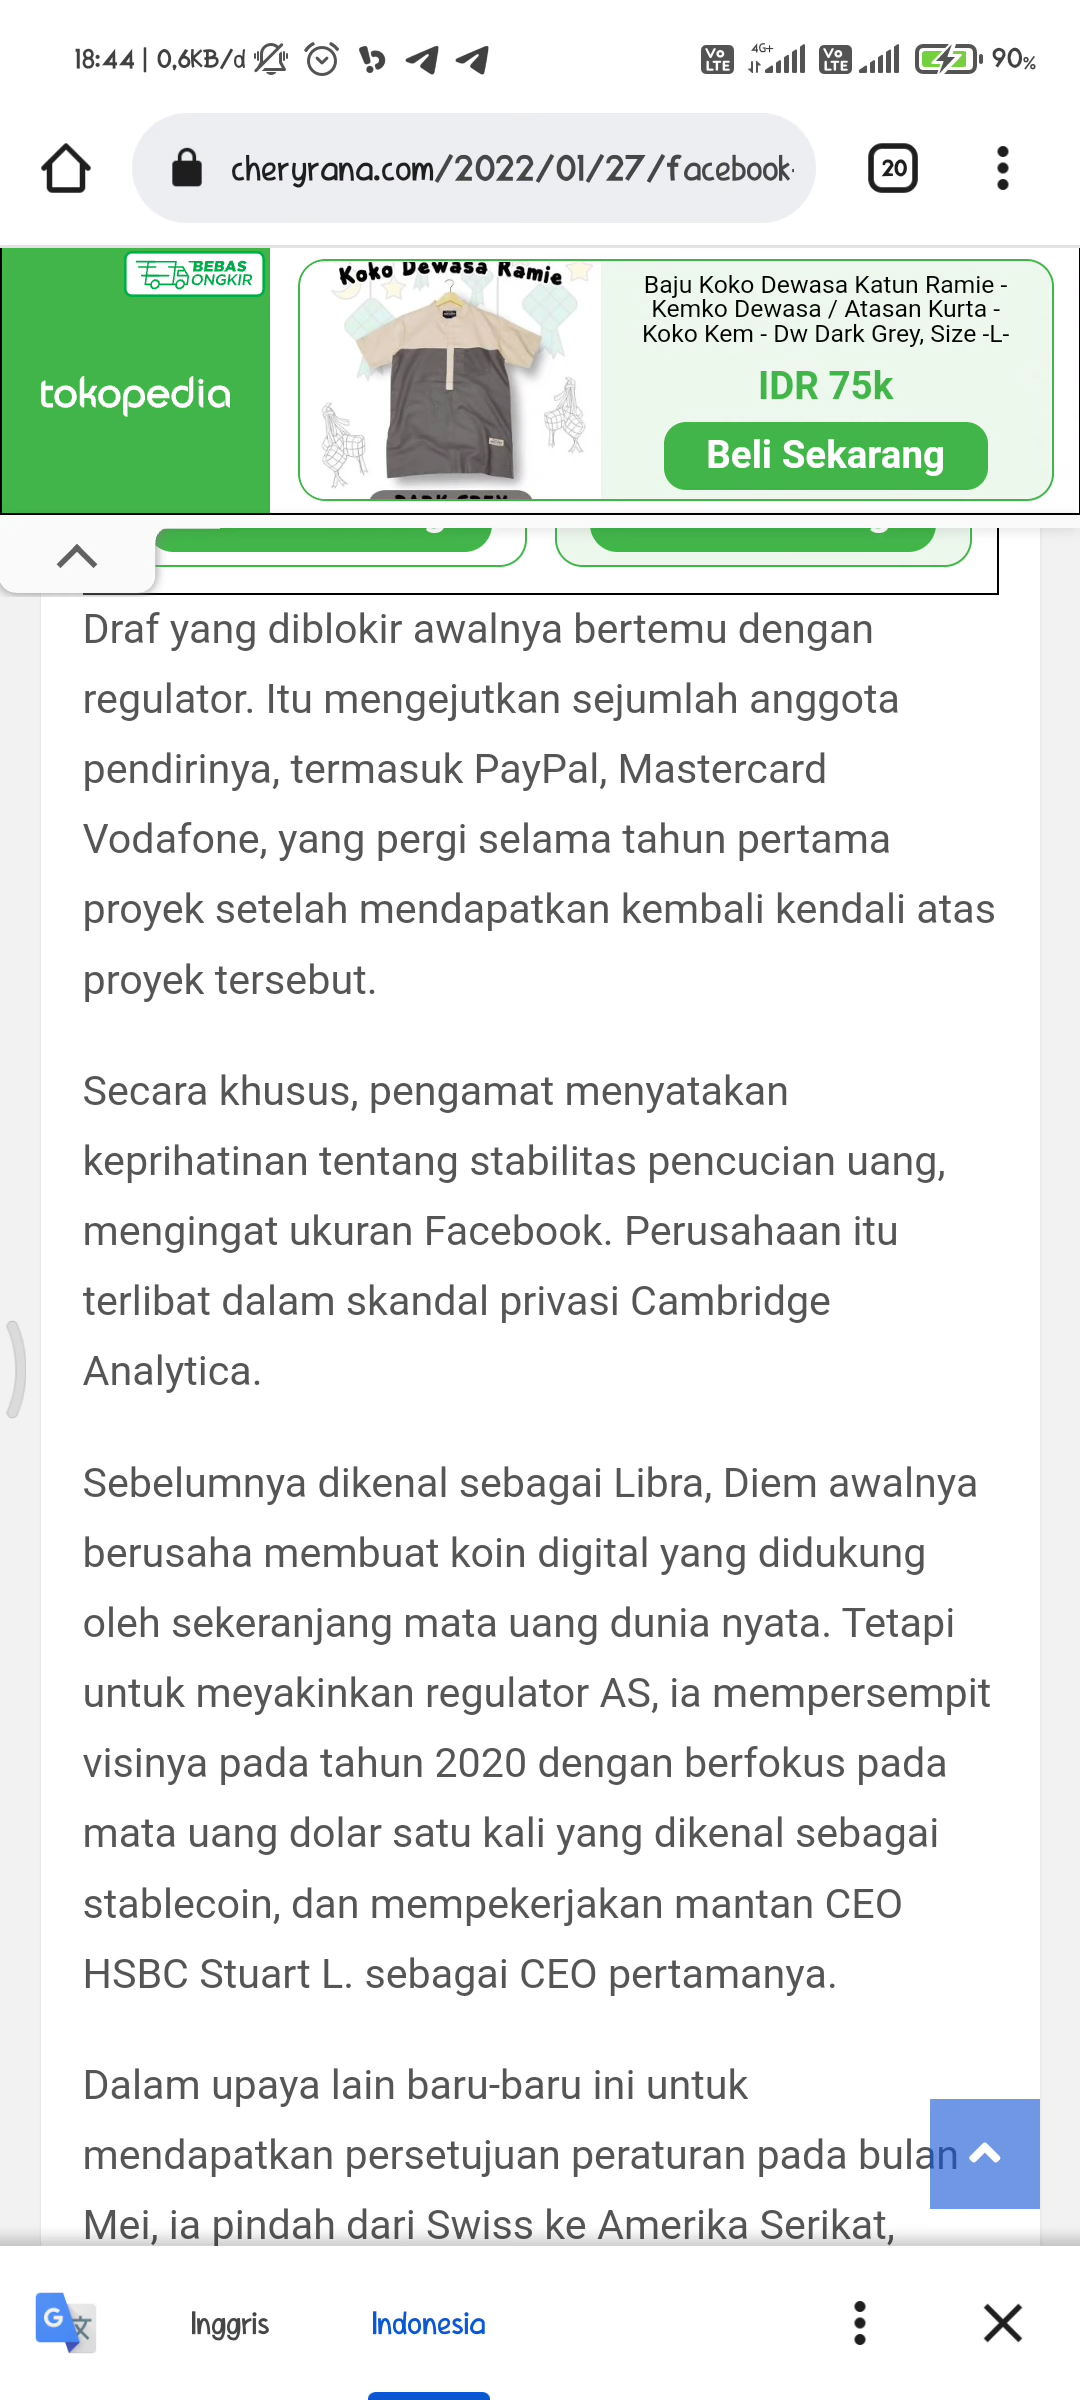 18:44 | 0,6KB/d
Vo LTE 4G+ Vo LTE 90%
cheryrana.com/2022/01/27/facebook-
20
BEBAS
ONGKIR
tokopedia
Koko Dewasa Ramie
DARK GREY
Baju Koko Dewasa Katun Ramie -
Kemko Dewasa / Atasan Kurta -
Koko Kem - Dw Dark Grey, Size -L-
IDR 75k
Beli Sekarang
Draf yang diblokir awalnya bertemu dengan
regulator. Itu mengejutkan sejumlah anggota
pendirinya, termasuk PayPal, Mastercard
Vodafone, yang pergi selama tahun pertama
proyek setelah mendapatkan kembali kendali atas
proyek tersebut.
Secara khusus, pengamat menyatakan
keprihatinan tentang stabilitas pencucian uang,
mengingat ukuran Facebook. Perusahaan itu
terlibat dalam skandal privasi Cambridge
Analytica.
Sebelumnya dikenal sebagai Libra, Diem awalnya
berusaha membuat koin digital yang didukung
oleh sekeranjang mata uang dunia nyata. Tetapi
untuk meyakinkan regulator AS, ia mempersempit
visinya pada tahun 2020 dengan berfokus pada
mata uang dolar satu kali yang dikenal sebagai
stablecoin, dan mempekerjakan mantan CEO
HSBC Stuart L. sebagai CEO pertamanya.
Dalam upaya lain baru-baru ini untuk
mendapatkan persetujuan peraturan pada bulan
Mei, ia pindah dari Swiss ke Amerika Serikat,
G 文 Inggris Indonesia